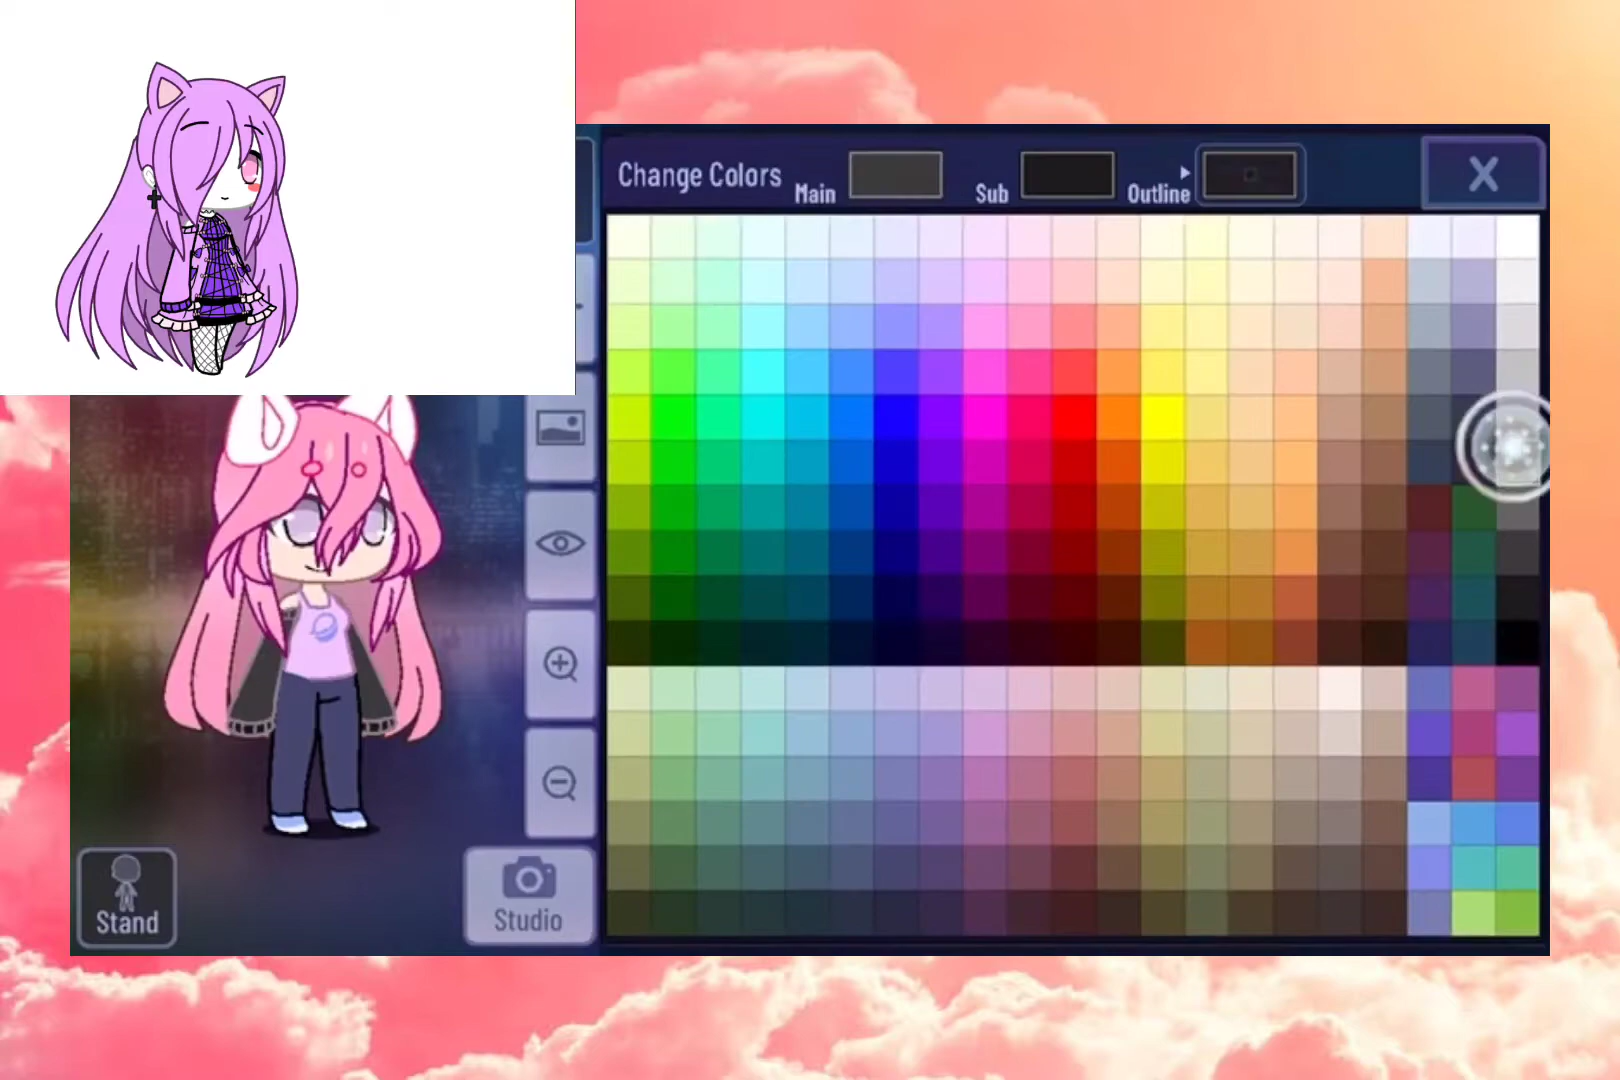 Change Colors
Main
Sub
Outline
X
Stand
Studio